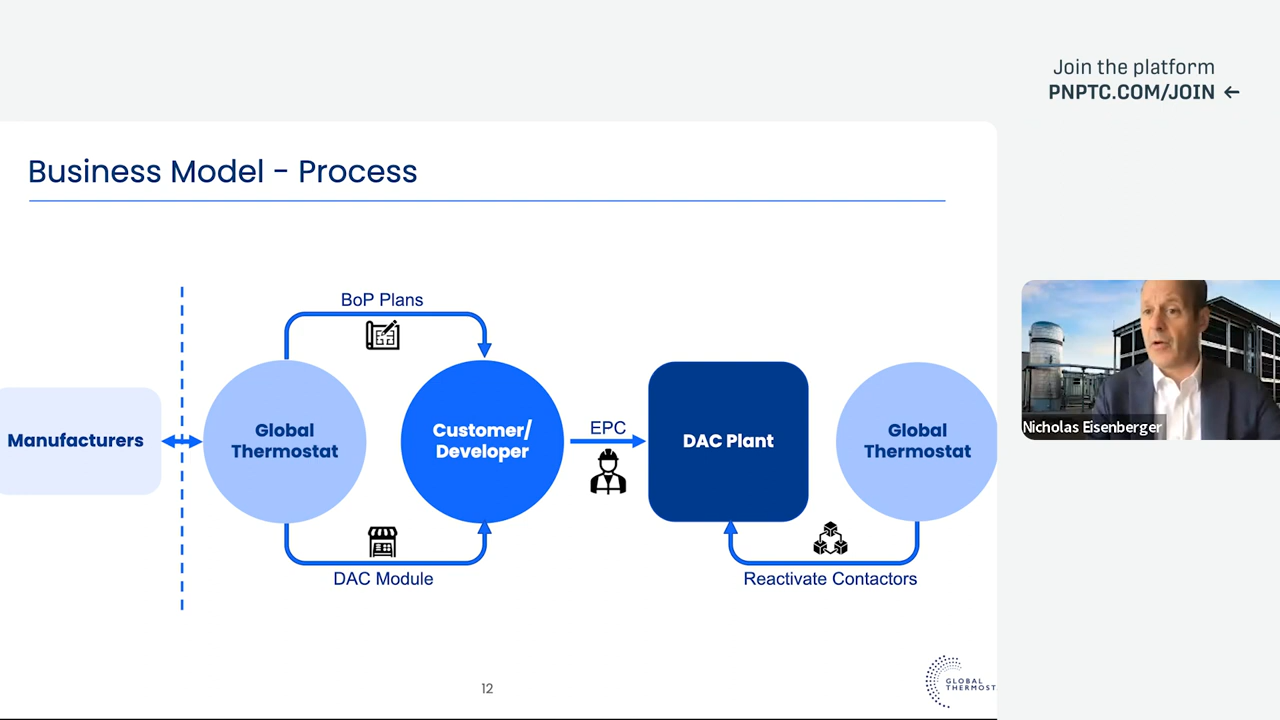 Join the platform
PNPTC.COM/JOIN ←
Business Model - Process
BoP Plans
Manufacturers
Global
Thermostat
Customer/
Developer
EPC
DAC Plant
Global
Thermostat
DAC Module
Reactivate Contactors
Nicholas Eisenberger
12
GLOBAL
THERMOST